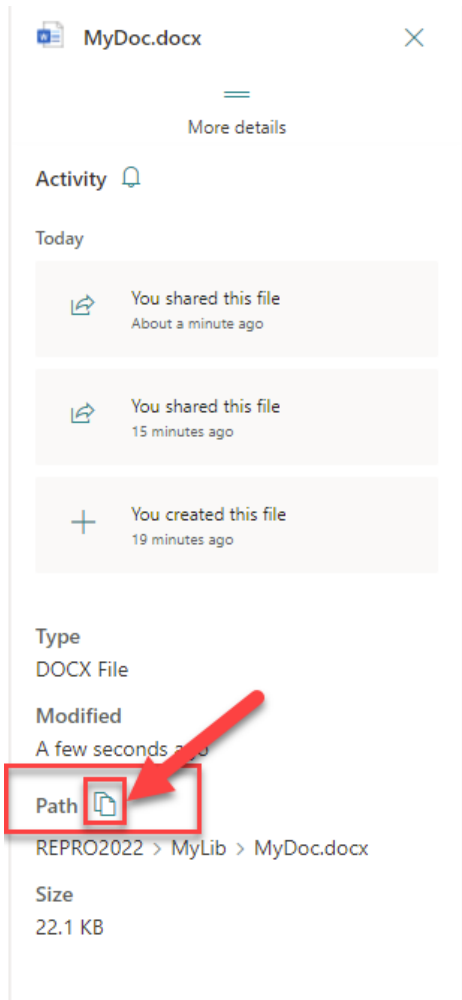 MyDoc.docx
More details
Activity
Today
You shared this file
About a minute ago
You shared this file
15 minutes ago
You created this file
19 minutes ago
Type
DOCX File
Modified
A few seconds ago
Path
REPRO2022 > MyLib > MyDoc.docx
Size
22.1 KB